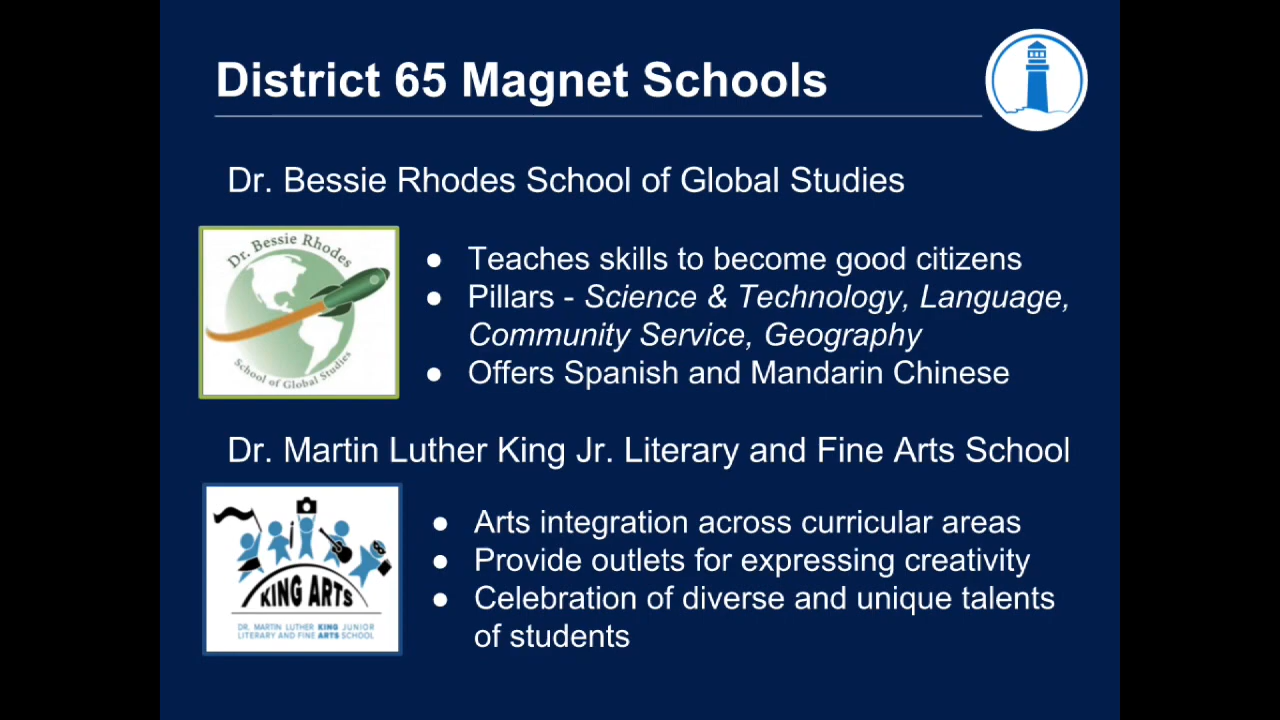 District 65 Magnet Schools
Dr. Bessie Rhodes School of Global Studies
Dr. Bessie Rhodes
School of Global Studies
● Teaches skills to become good citizens
● Pillars - Science & Technology, Language,
Community Service, Geography
● Offers Spanish and Mandarin Chinese
Dr. Martin Luther King Jr. Literary and Fine Arts School
KING ARTS
DR. MARTIN LUTHER KING JUNIOR
LITERARY AND FINE ARTS SCHOOL
● Arts integration across curricular areas
● Provide outlets for expressing creativity
● Celebration of diverse and unique talents
of students